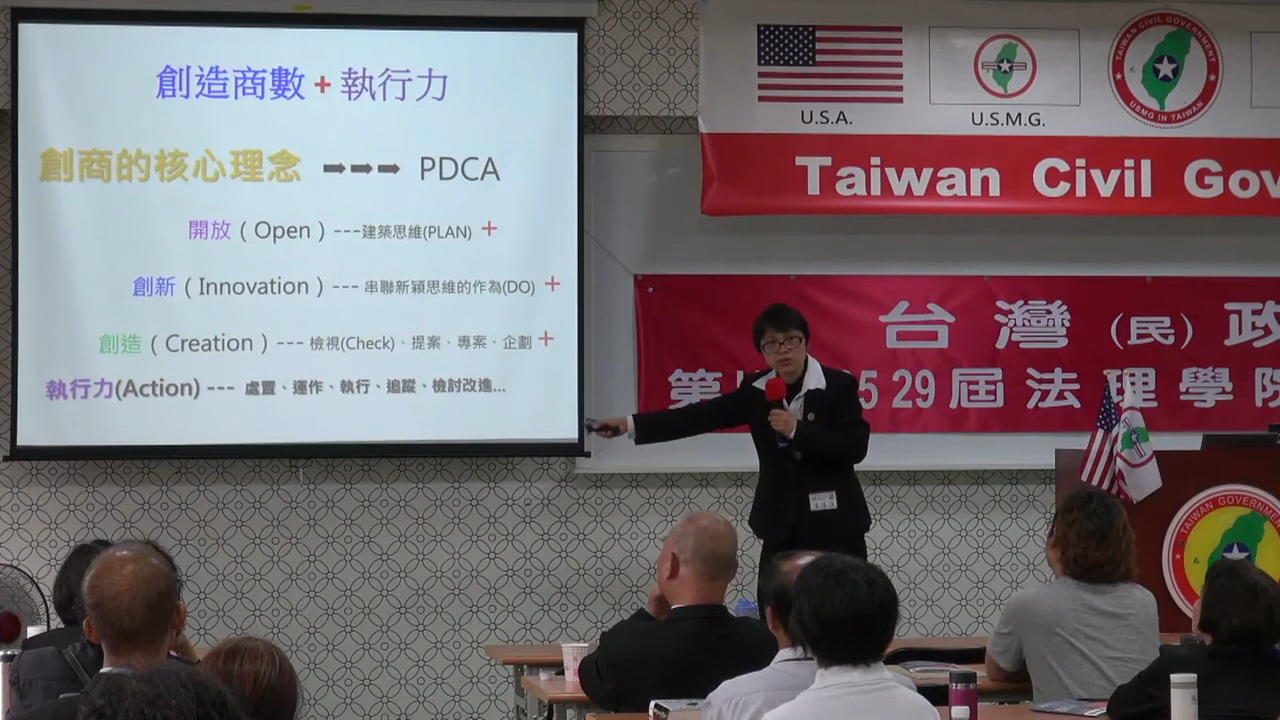 創造商數 + 執行力
創商的核心理念 ➡➡➡ PDCA
開放 ( Open ) ---建築思維(PLAN) +
創新 ( Innovation ) --- 串聯新穎思維的作為(DO) +
創造 ( Creation ) --- 檢視(Check)、提案、專案、企劃 +
執行力(Action) --- 處置、運作、執行、追蹤、檢討改進...
U.S.A.
U.S.M.G.
TAIWAN CIVIL GOVERNMENT
USMG IN TAIWAN
Taiwan Civil Gov
台灣(民)政
第 529屆法理學院
TAIWAN GOVERNMENT